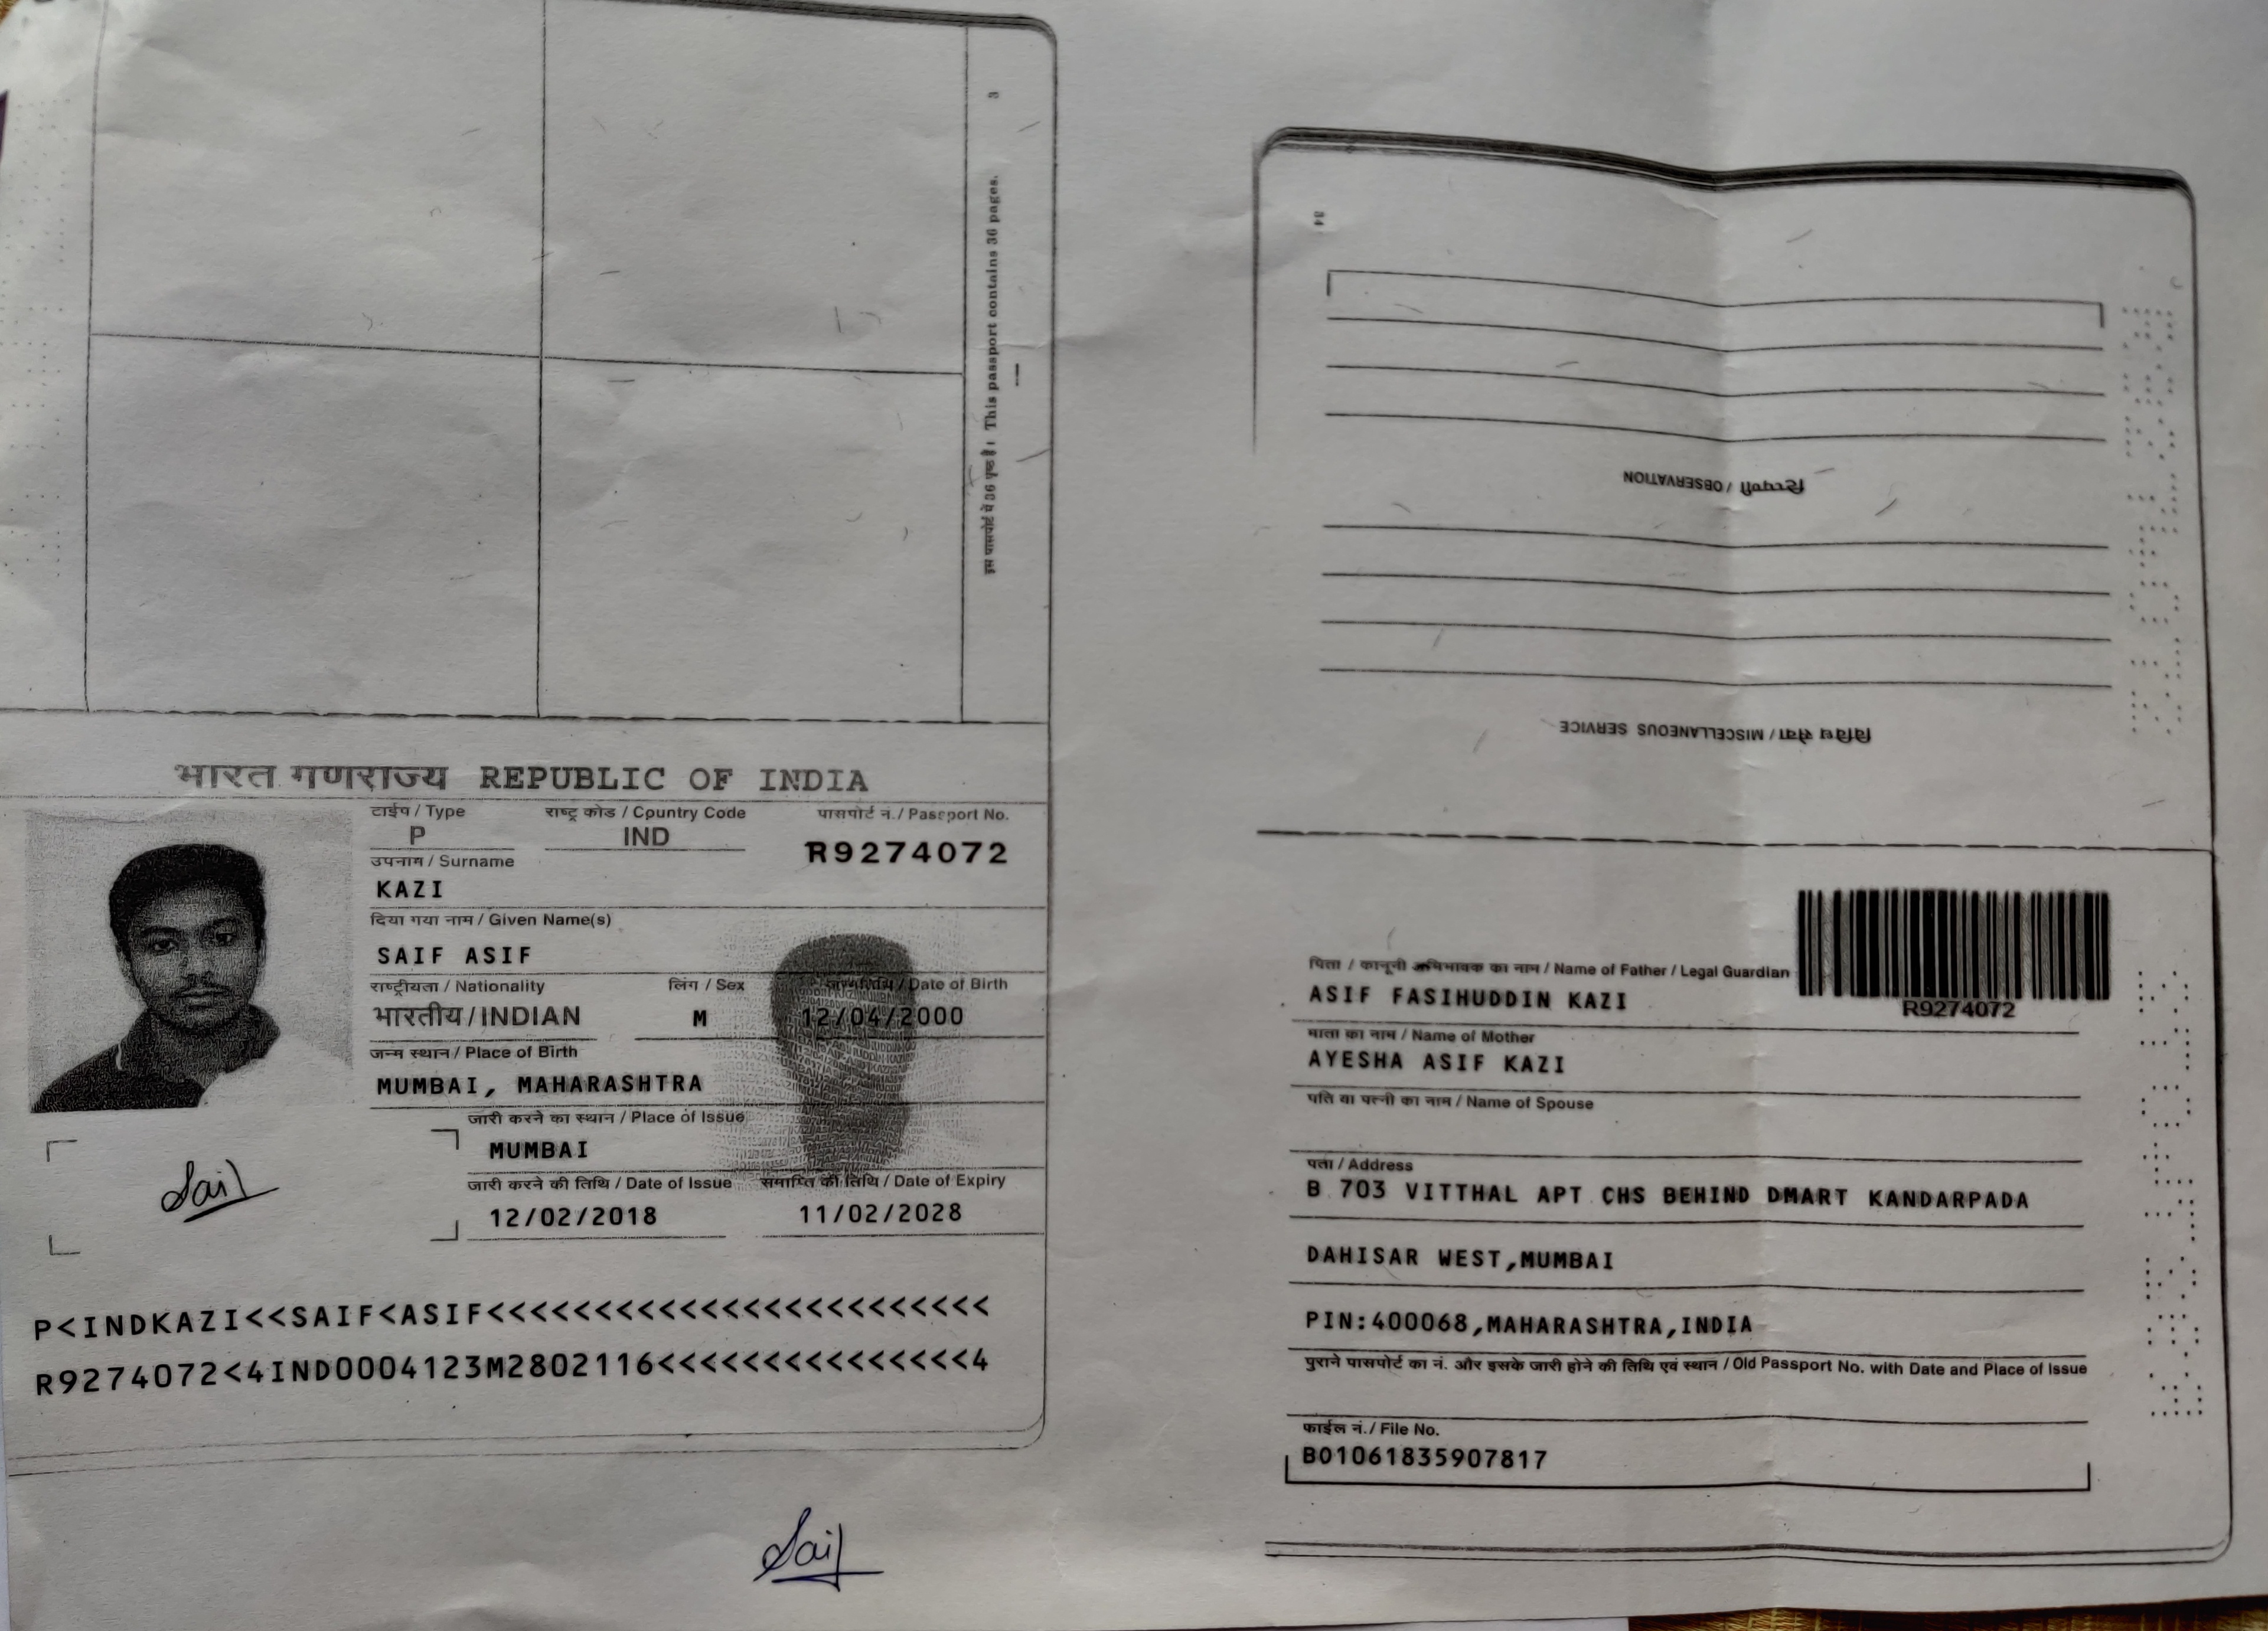 3
इस पासपोर्ट में 36 पृष्ठ हैं। This passport contains 36 pages.
भारत गणराज्य REPUBLIC OF INDIA
टाईप / Type
राष्ट्र कोड / Country Code
पासपोर्ट न. / Passport No.
P
IND
R9274072
उपनाम / Surname
KAZI
दिया गया नाम / Given Name(s)
SAIF ASIF
राष्ट्रीयता / Nationality
लिंग / Sex
जन्मतिथि / Date of Birth
भारतीय / INDIAN
M
12/04/2000
जन्म स्थान / Place of Birth
MUMBAI, MAHARASHTRA
जारी करने का स्थान / Place of Issue
MUMBAI
जारी करने की तिथि / Date of Issue
समाप्ति की तिथि / Date of Expiry
12/02/2018
11/02/2028
Saif
P<INDKAZI<<SAIF<ASIF<<<<<<<<<<<<<<<<<<<<<<<<
R9274072<4IND0004123M2802116<<<<<<<<<<<<<<<4
Saif
34
टिप्पणी / OBSERVATION
विविध सेवा / MISCELLANEOUS SERVICE
पिता / कानूनी अभिभावक का नाम / Name of Father / Legal Guardian
ASIF FASIHUDDIN KAZI
R9274072
माता का नाम / Name of Mother
AYESHA ASIF KAZI
पति या पत्नी का नाम / Name of Spouse
पता / Address
B 703 VITTHAL APT CHS BEHIND DMART KANDARPADA
DAHISAR WEST,MUMBAI
PIN:400068,MAHARASHTRA,INDIA
पुराने पासपोर्ट का नं. और इसके जारी होने की तिथि एवं स्थान / Old Passport No. with Date and Place of Issue
फाईल नं. / File No.
B01061835907817